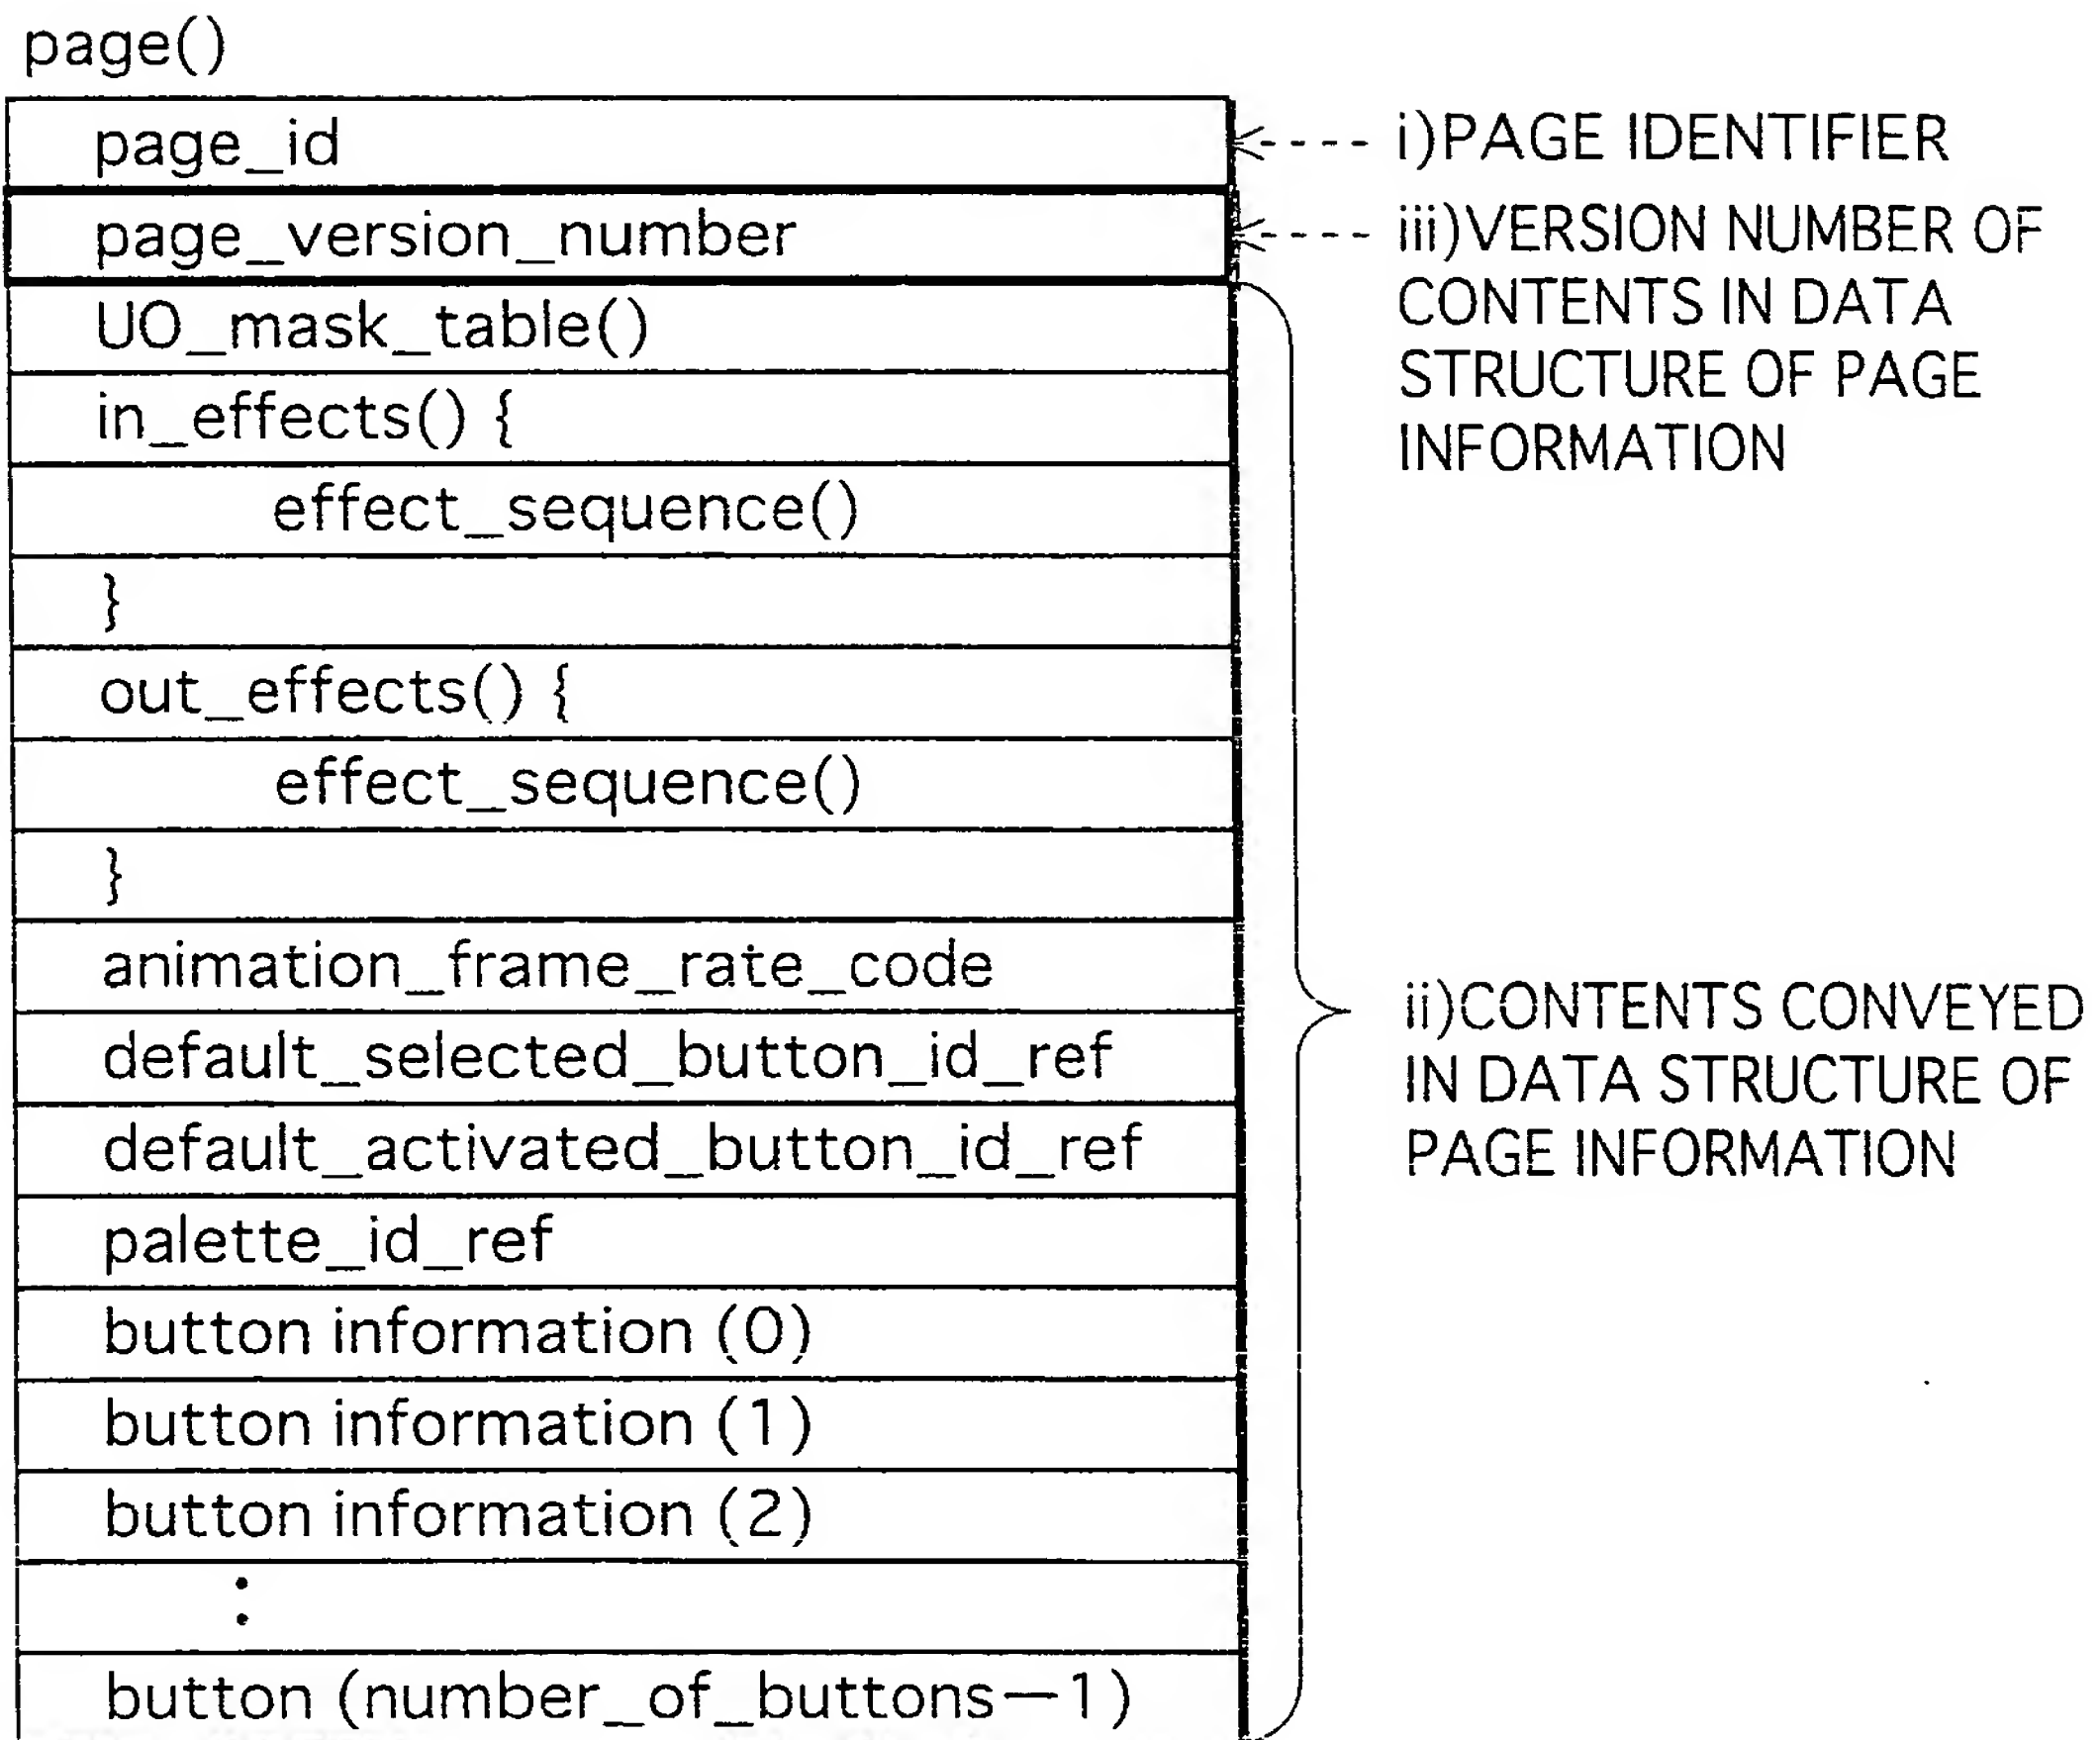 page()
page_id
page_version_number
UO_mask_table()
in_effects() {
effect_sequence()
}
out_effects() {
effect_sequence()
}
animation_frame_rate_code
default_selected_button_id_ref
default_activated_button_id_ref
palette_id_ref
button information (0)
button information (1)
button information (2)
:
button (number_of_buttons—1)
i)PAGE IDENTIFIER
iii)VERSION NUMBER OF
CONTENTS IN DATA
STRUCTURE OF PAGE
INFORMATION
ii)CONTENTS CONVEYED
IN DATA STRUCTURE OF
PAGE INFORMATION